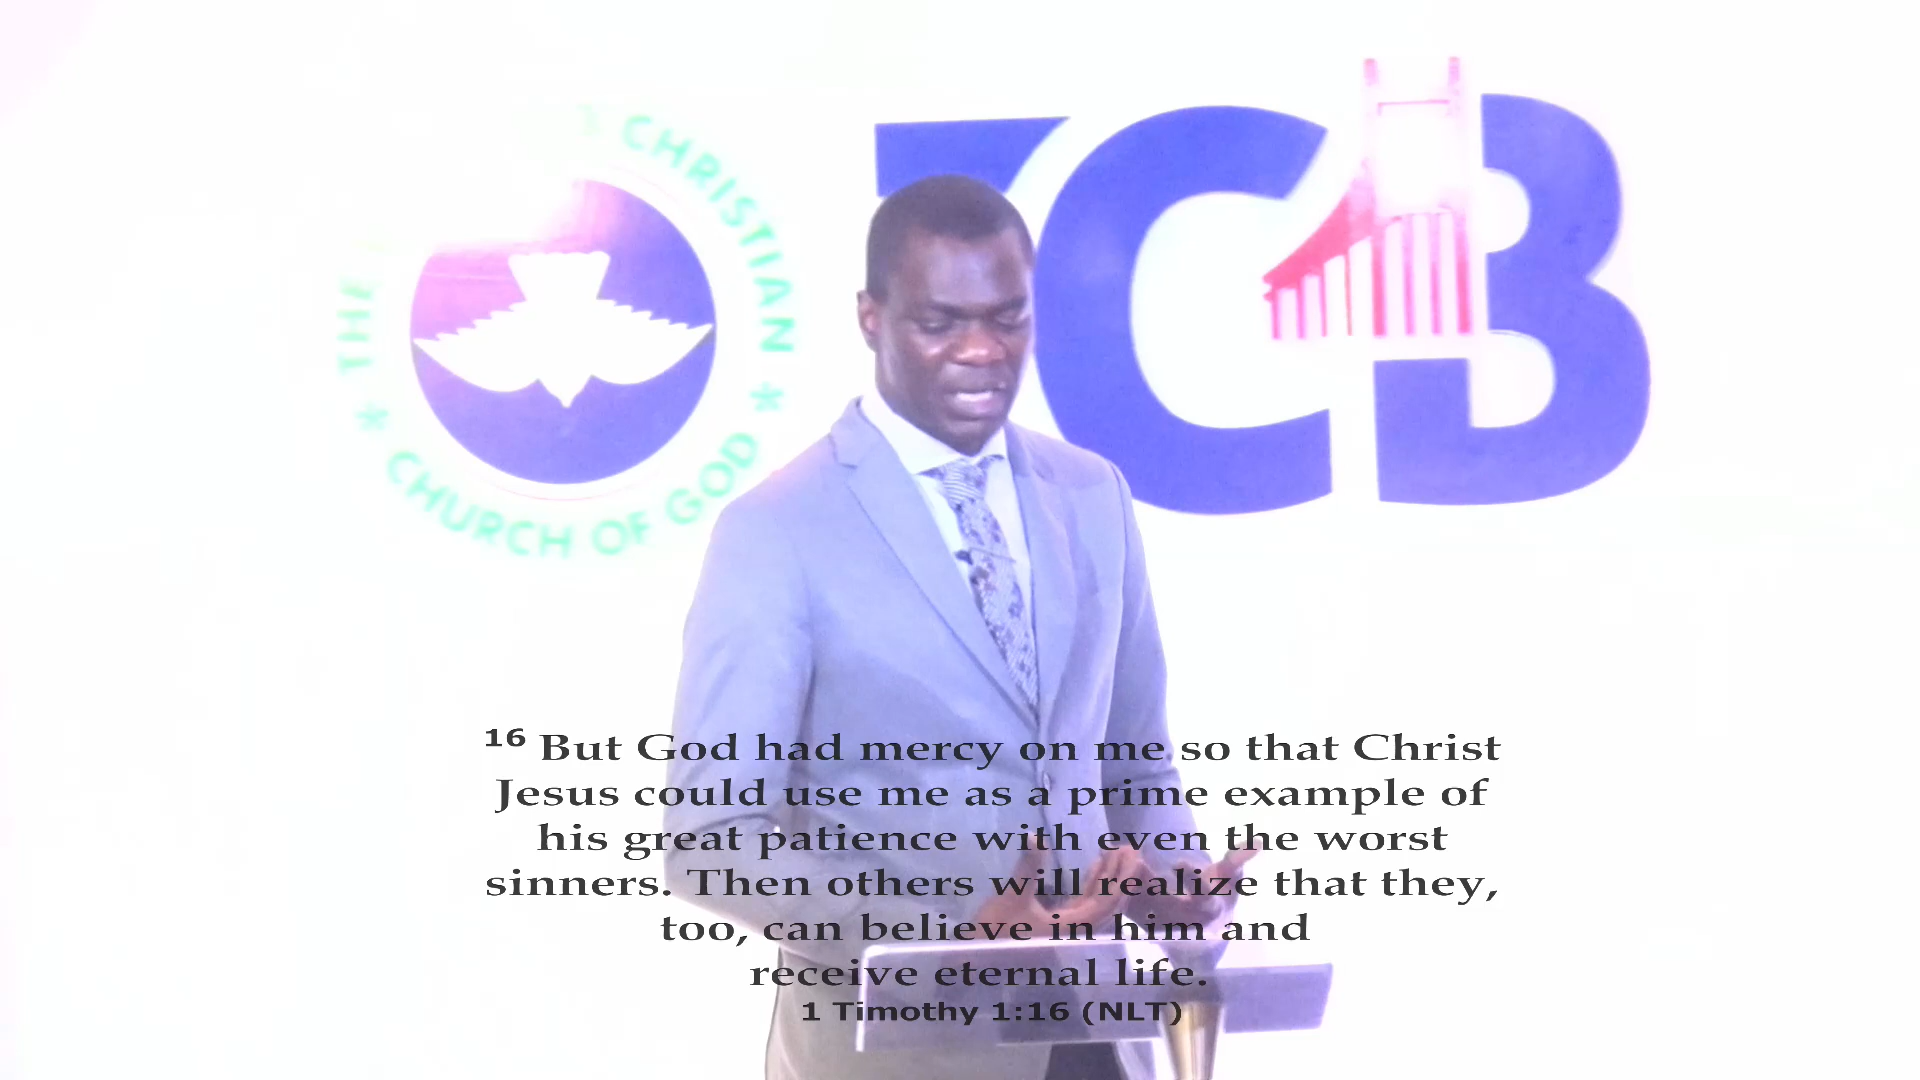 THE
CHRISTIAN
CHURCH OF GOD
CB
16 But God had mercy on me so that Christ
Jesus could use me as a prime example of
his great patience with even the worst
sinners. Then others will realize that they,
too, can believe in him and
receive eternal life.
1 Timothy 1:16 (NLT)